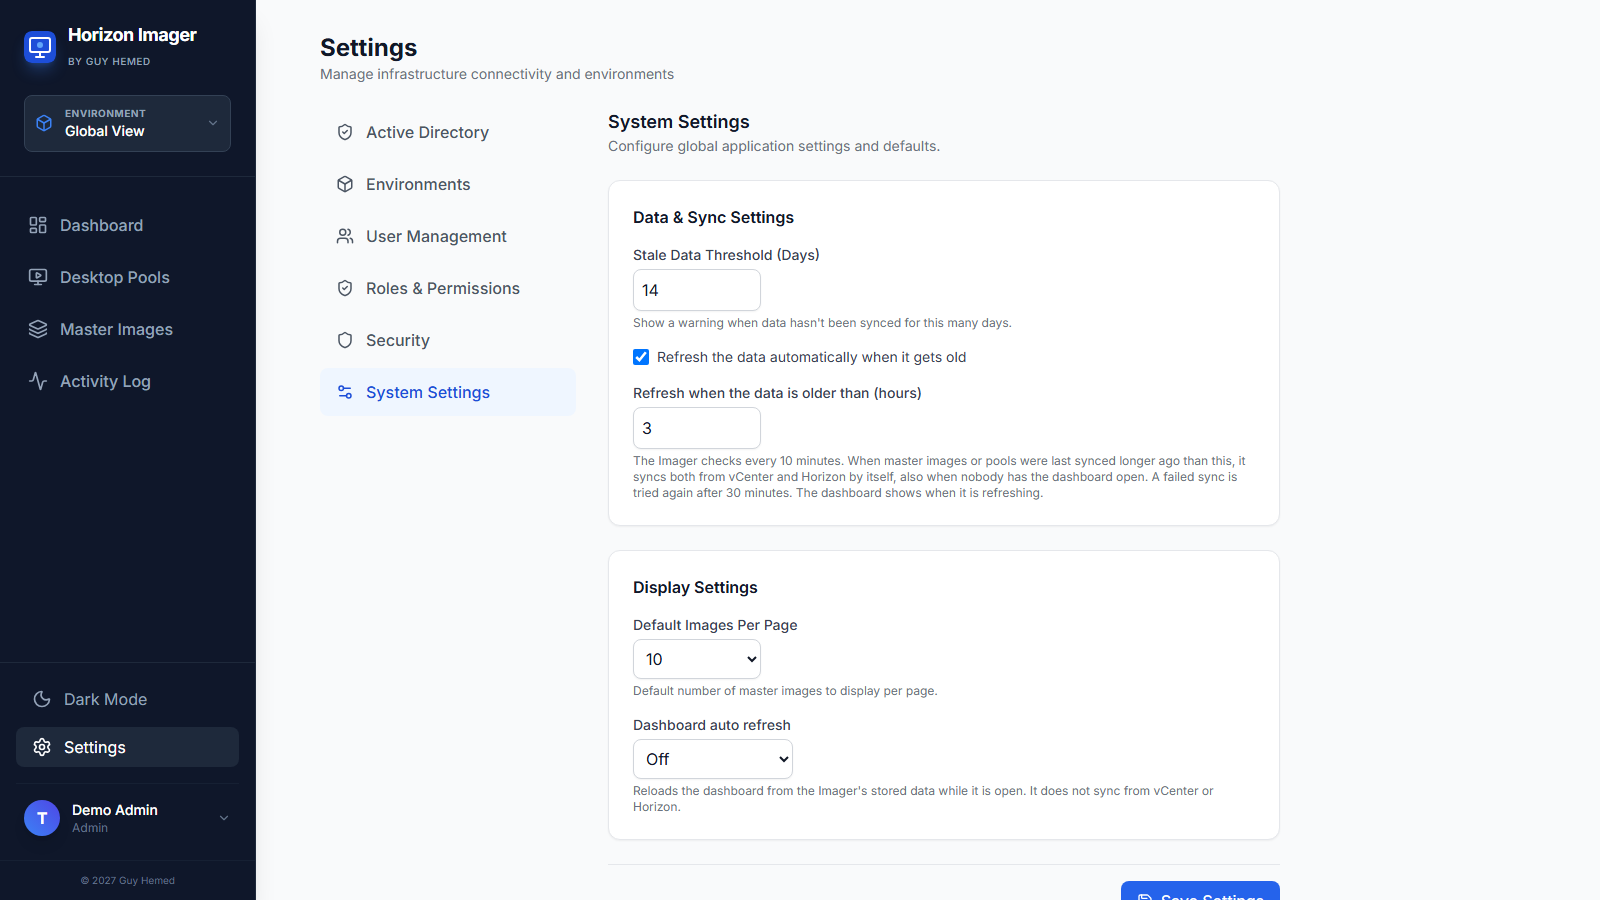 Horizon Imager
BY GUY HEMED
ENVIRONMENT
Global View
Dashboard
Desktop Pools
Master Images
Activity Log
Dark Mode
Settings
T
Demo Admin
Admin
© 2027 Guy Hemed
Settings
Manage infrastructure connectivity and environments
Active Directory
Environments
User Management
Roles & Permissions
Security
System Settings
System Settings
Configure global application settings and defaults.
Data & Sync Settings
Stale Data Threshold (Days)
14
Show a warning when data hasn't been synced for this many days.
Refresh the data automatically when it gets old
Refresh when the data is older than (hours)
3
The Imager checks every 10 minutes. When master images or pools were last synced longer ago than this, it
syncs both from vCenter and Horizon by itself, also when nobody has the dashboard open. A failed sync is
tried again after 30 minutes. The dashboard shows when it is refreshing.
Display Settings
Default Images Per Page
10
Default number of master images to display per page.
Dashboard auto refresh
Off
Reloads the dashboard from the Imager's stored data while it is open. It does not sync from vCenter or
Horizon.
Save Settings